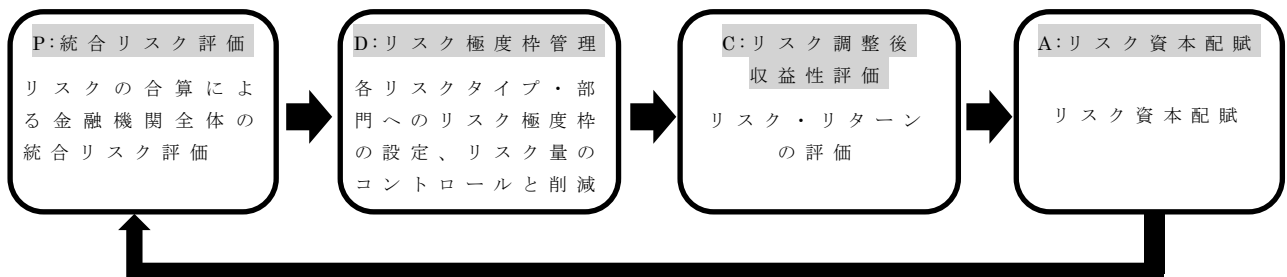 P:統合リスク評価
リスクの合算によ
る金融機関全体の
統合リスク評価
D:リスク極度枠管理
各リスクタイプ・部
門へのリスク極度枠
の設定、リスク量の
コントロールと削減
C:リスク調整後
収益性評価
リスク・リターン
の評価
A:リスク資本配賦
リスク資本配賦